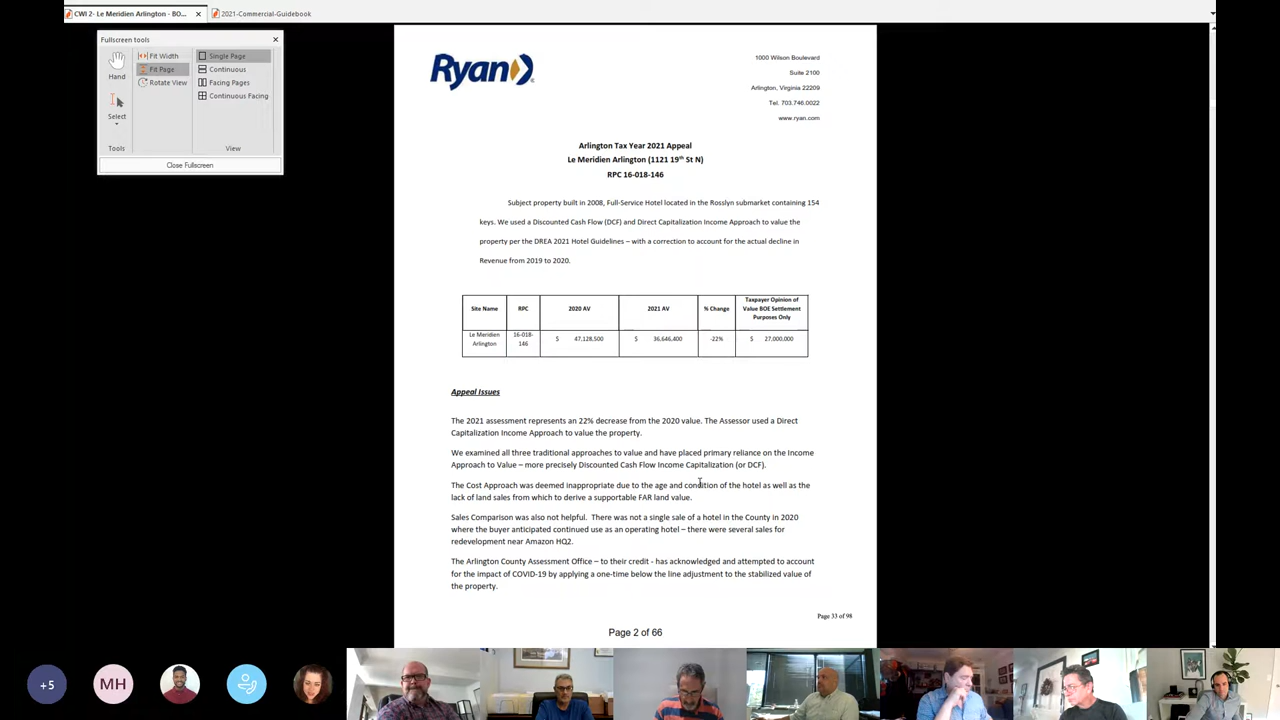 CWI 2- Le Meridien Arlington - BO...
2021-Commercial-Guidebook
Fullscreen tools
Hand
Select
Tools
Fit Width
Fit Page
Rotate View
Single Page
Continuous
Facing Pages
Continuous Facing
View
Close Fullscreen
Ryan
1000 Wilson Boulevard
Suite 2100
Arlington, Virginia 22209
Tel. 703.746.0022
www.ryan.com
Arlington Tax Year 2021 Appeal
Le Meridien Arlington (1121 19th St N)
RPC 16-018-146
Subject property built in 2008, Full-Service Hotel located in the Rosslyn submarket containing 154
keys. We used a Discounted Cash Flow (DCF) and Direct Capitalization Income Approach to value the
property per the DREA 2021 Hotel Guidelines – with a correction to account for the actual decline in
Revenue from 2019 to 2020.
Site Name RPC 2020 AV 2021 AV % Change Taxpayer Opinion of Value BOE Settlement Purposes Only
Le Meridien Arlington 16-018-146 $ 47,128,500 $ 36,646,400 -22% $ 27,000,000
Appeal Issues
The 2021 assessment represents an 22% decrease from the 2020 value. The Assessor used a Direct
Capitalization Income Approach to value the property.
We examined all three traditional approaches to value and have placed primary reliance on the Income
Approach to Value – more precisely Discounted Cash Flow Income Capitalization (or DCF).
The Cost Approach was deemed inappropriate due to the age and condition of the hotel as well as the
lack of land sales from which to derive a supportable FAR land value.
Sales Comparison was also not helpful. There was not a single sale of a hotel in the County in 2020
where the buyer anticipated continued use as an operating hotel – there were several sales for
redevelopment near Amazon HQ2.
The Arlington County Assessment Office – to their credit - has acknowledged and attempted to account
for the impact of COVID-19 by applying a one-time below the line adjustment to the stabilized value of
the property.
Page 33 of 98
Page 2 of 66
+5
MH